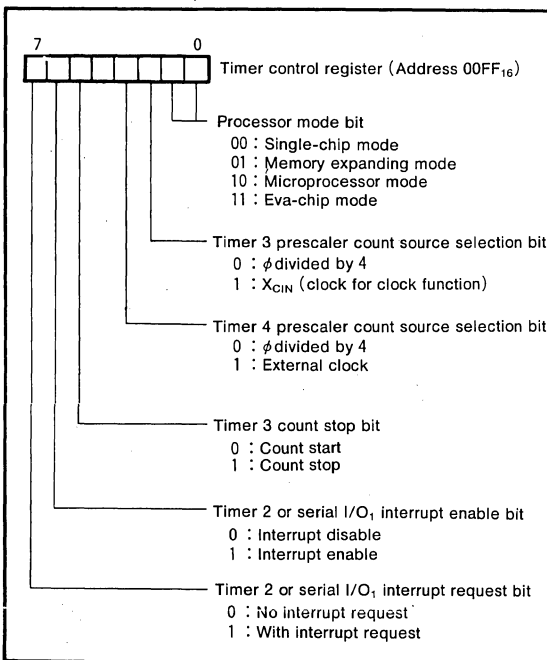 7 0
Timer control register (Address 00FF₁₆)
Processor mode bit
00 : Single-chip mode
01 : Memory expanding mode
10 : Microprocessor mode
11 : Eva-chip mode
Timer 3 prescaler count source selection bit
0 : ϕ divided by 4
1 : X_CIN (clock for clock function)
Timer 4 prescaler count source selection bit
0 : ϕ divided by 4
1 : External clock
Timer 3 count stop bit
0 : Count start
1 : Count stop
Timer 2 or serial I/O₁ interrupt enable bit
0 : Interrupt disable
1 : Interrupt enable
Timer 2 or serial I/O₁ interrupt request bit
0 : No interrupt request
1 : With interrupt request